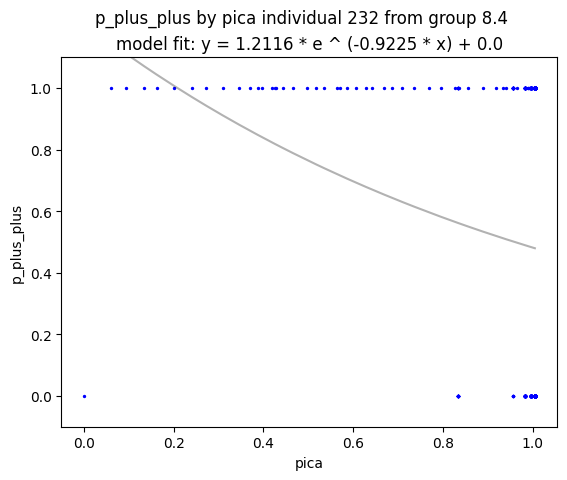 p_plus_plus by pica individual 232 from group 8.4
model fit: y = 1.2116 * e ^ (-0.9225 * x) + 0.0
1.0
0.8
0.6
0.4
0.2
0.0
p_plus_plus
0.0 0.2 0.4 0.6 0.8 1.0
pica